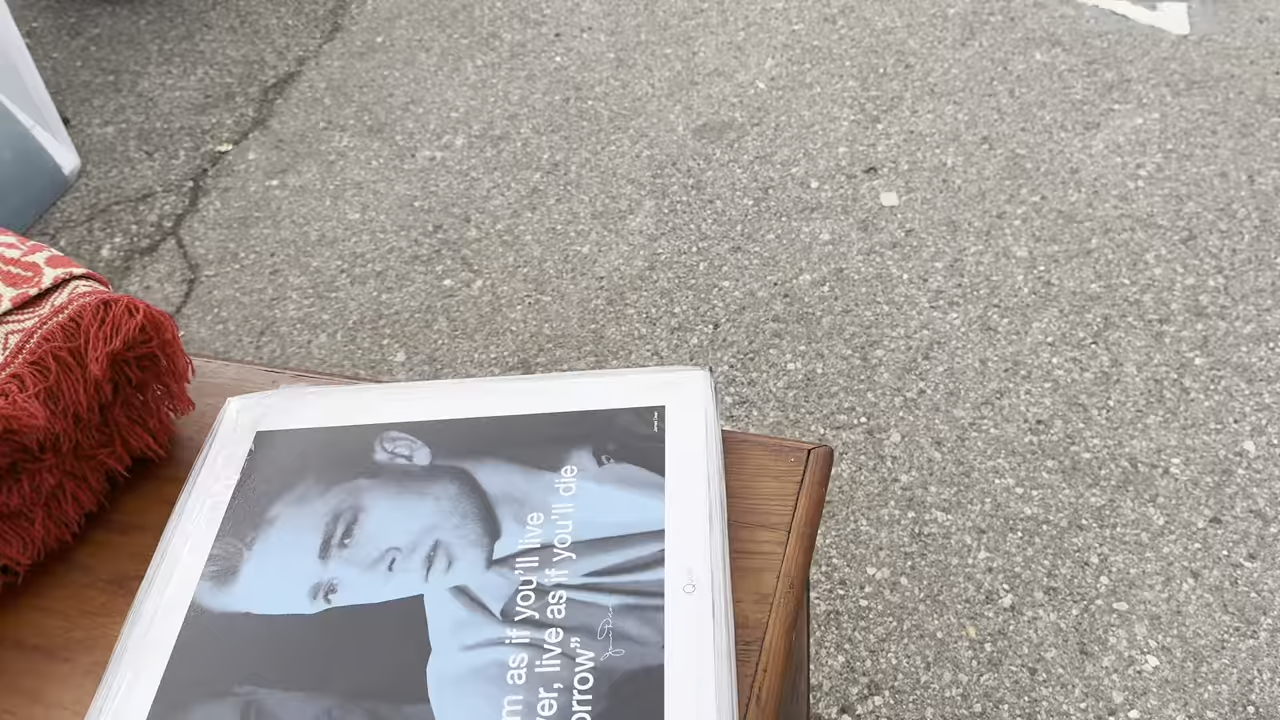 m as if you'll live
ver, live as if you'll die
orrow"